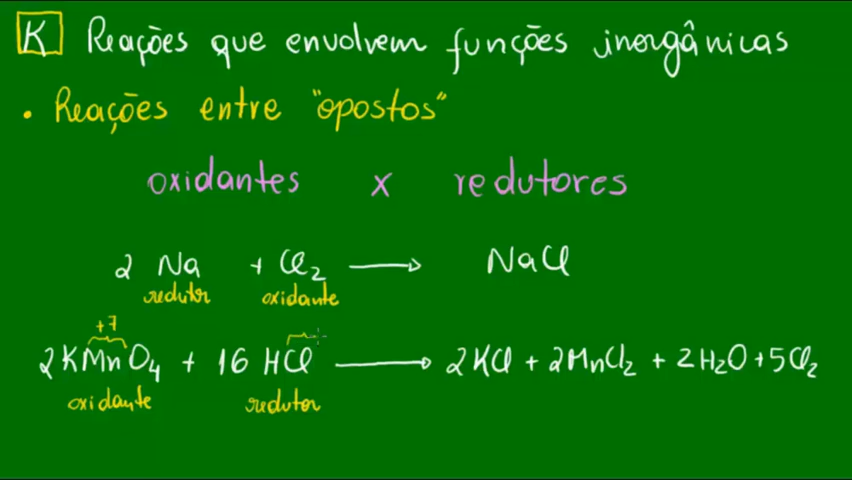 K Reações que envolvem funções inorgânicas
• Reações entre "opostos"
oxidantes x redutores
2 Na + Cl₂ → NaCl
redutor oxidante
+7
2KMnO₄ + 16 HCl → 2KCl + 2MnCl₂ + 2H₂O + 5Cl₂
oxidante redutor